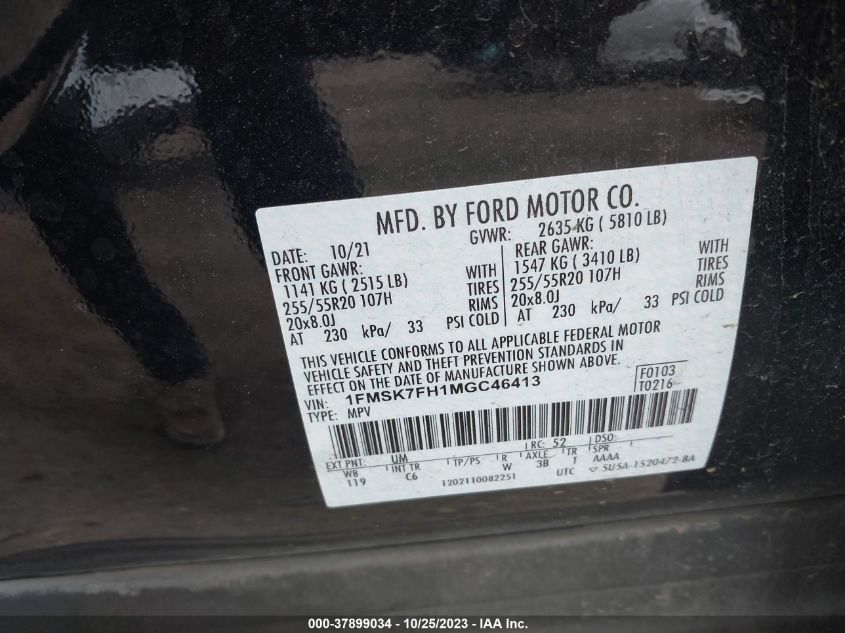 MFD. BY FORD MOTOR CO.
DATE: 10/21 GVWR: 2635 KG ( 5810 LB)
FRONT GAWR: REAR GAWR:
1141 KG ( 2515 LB) WITH 1547 KG ( 3410 LB) WITH
255/55R20 107H TIRES 255/55R20 107H TIRES
20x8.0J RIMS 20x8.0J RIMS
AT 230 kPa/ 33 PSI COLD AT 230 kPa/ 33 PSI COLD
THIS VEHICLE CONFORMS TO ALL APPLICABLE FEDERAL MOTOR
VEHICLE SAFETY AND THEFT PREVENTION STANDARDS IN
EFFECT ON THE DATE OF MANUFACTURE SHOWN ABOVE.
VIN: 1FMSK7FH1MGC46413 F0103
TYPE: MPV T0216
EXT PNT: UM RC: 52 DSO:
WB INT TR TP/PS R AXLE TR SPR
119 C6 W 3B T AAAA
1202110082251 UTC ▽ 5U5A-1520472-BA
000-37899034 - 10/25/2023 - IAA Inc.